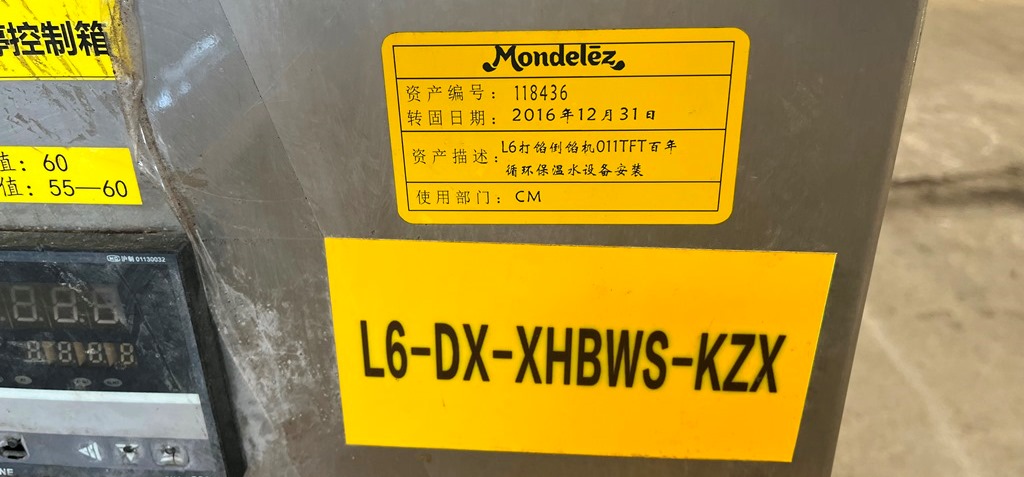 控制箱
值: 60
值: 55—60
沪制 01130032
Mondelēz
资产编号: 118436
转固日期: 2016年12月31日
资产描述: L6打馅倒馅机011TFT百年
循环保温水设备安装
使用部门: CM
L6-DX-XHBWS-KZX